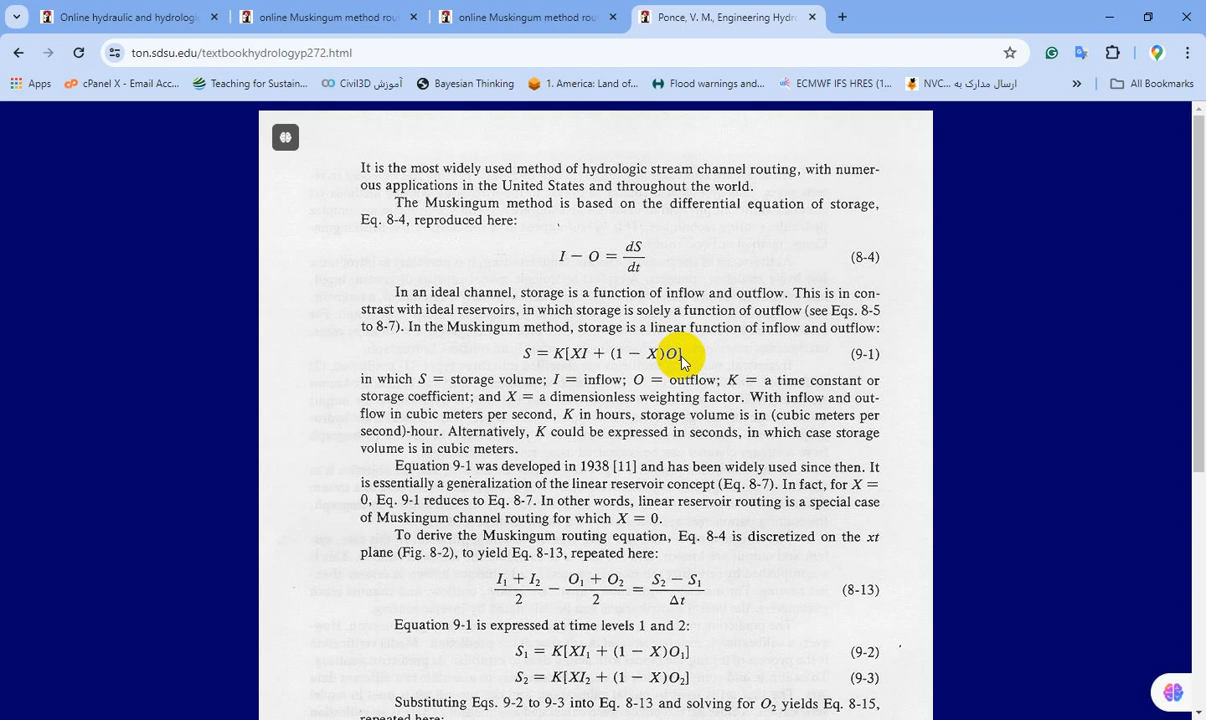 Online hydraulic and hydrologic
online Muskingum method rou
online Muskingum method rou
Ponce, V. M., Engineering Hydr
ton.sdsu.edu/textbookhydrologyp272.html
Apps
cPanel X - Email Acc...
Teaching for Sustain...
آموزش Civil3D
Bayesian Thinking
1. America: Land of...
Flood warnings and...
ECMWF IFS HRES (1...
NVC... ارسال مدارک به
All Bookmarks
It is the most widely used method of hydrologic stream channel routing, with numer-
ous applications in the United States and throughout the world.
The Muskingum method is based on the differential equation of storage,
Eq. 8-4, reproduced here:
I − O = dS/dt (8-4)
In an ideal channel, storage is a function of inflow and outflow. This is in con-
strast with ideal reservoirs, in which storage is solely a function of outflow (see Eqs. 8-5
to 8-7). In the Muskingum method, storage is a linear function of inflow and outflow:
S = K[XI + (1 − X)O] (9-1)
in which S = storage volume; I = inflow; O = outflow; K = a time constant or
storage coefficient; and X = a dimensionless weighting factor. With inflow and out-
flow in cubic meters per second, K in hours, storage volume is in (cubic meters per
second)-hour. Alternatively, K could be expressed in seconds, in which case storage
volume is in cubic meters.
Equation 9-1 was developed in 1938 [11] and has been widely used since then. It
is essentially a generalization of the linear reservoir concept (Eq. 8-7). In fact, for X =
0, Eq. 9-1 reduces to Eq. 8-7. In other words, linear reservoir routing is a special case
of Muskingum channel routing for which X = 0.
To derive the Muskingum routing equation, Eq. 8-4 is discretized on the xt
plane (Fig. 8-2), to yield Eq. 8-13, repeated here:
(I₁ + I₂)/2 − (O₁ + O₂)/2 = (S₂ − S₁)/Δt (8-13)
Equation 9-1 is expressed at time levels 1 and 2:
S₁ = K[XI₁ + (1 − X)O₁] (9-2)
S₂ = K[XI₂ + (1 − X)O₂] (9-3)
Substituting Eqs. 9-2 to 9-3 into Eq. 8-13 and solving for O₂ yields Eq. 8-15,
repeated here: